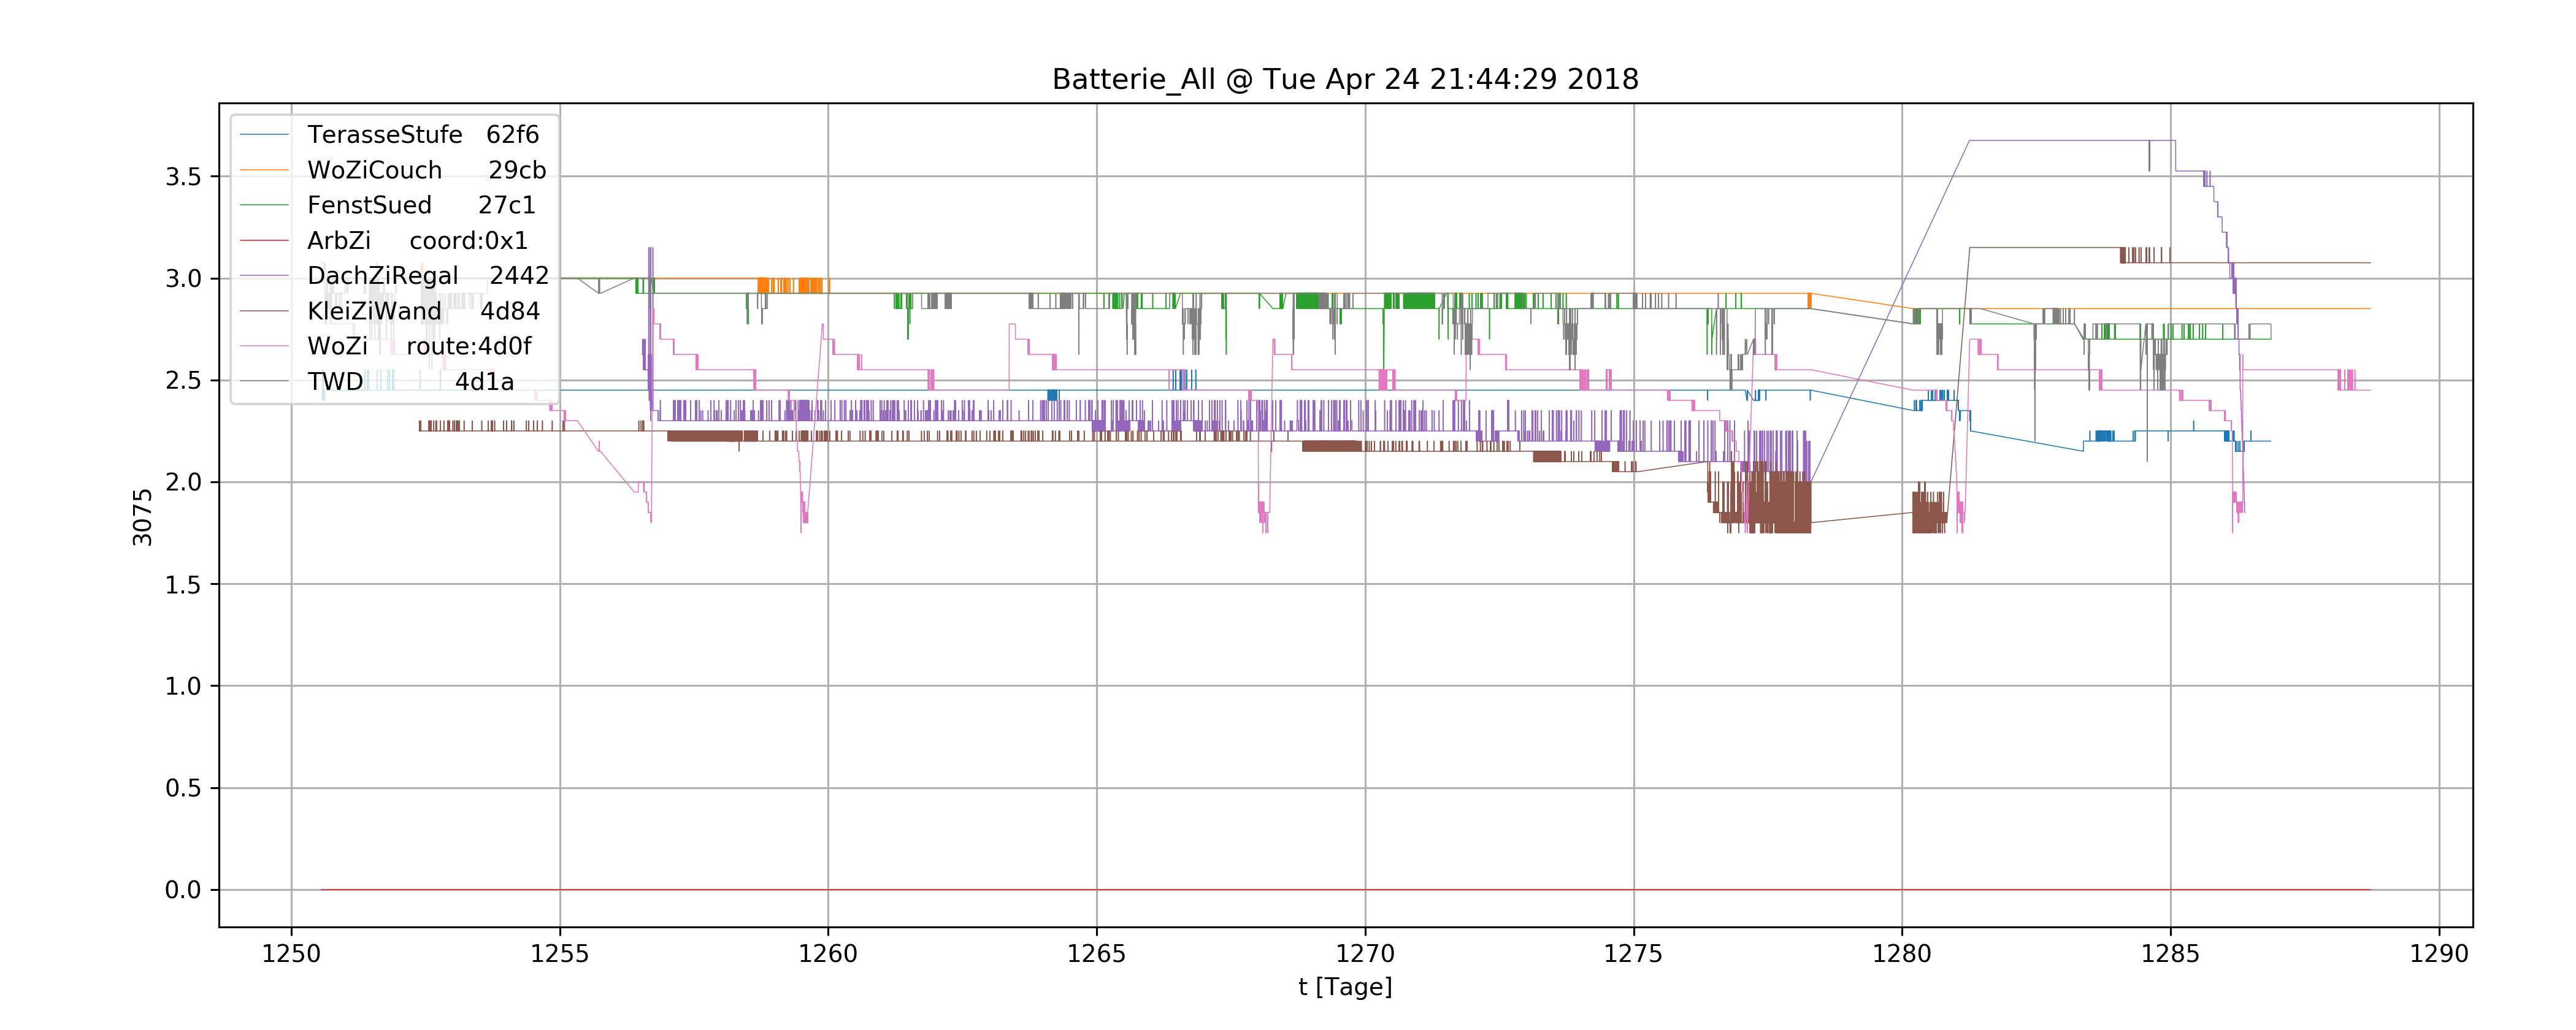 Batterie_All @ Tue Apr 24 21:44:29 2018
TerasseStufe 62f6
WoZiCouch 29cb
FenstSued 27c1
ArbZi coord:0x1
DachZiRegal 2442
KleiZiWand 4d84
WoZi route:4d0f
TWD 4d1a
3.5
3.0
2.5
2.0
1.5
1.0
0.5
0.0
3075
1250 1255 1260 1265 1270 1275 1280 1285 1290
t [Tage]